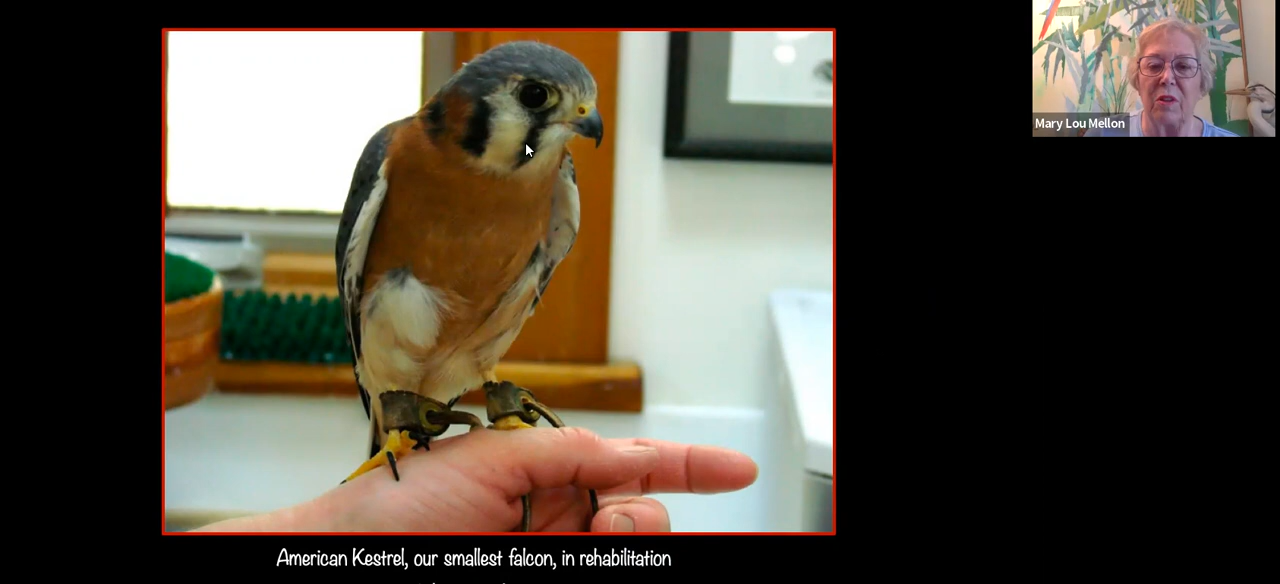 Mary Lou Mellon
American Kestrel, our smallest falcon, in rehabilitation